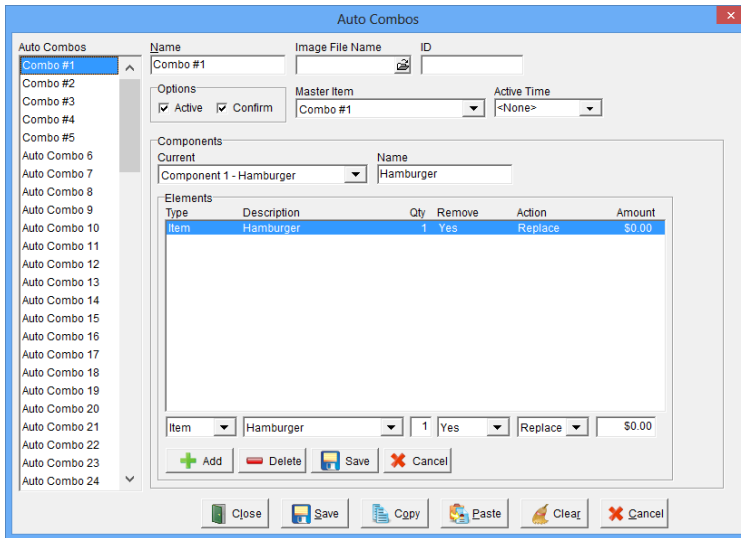 Auto Combos
Auto Combos
Combo #1
Combo #2
Combo #3
Combo #4
Combo #5
Auto Combo 6
Auto Combo 7
Auto Combo 8
Auto Combo 9
Auto Combo 10
Auto Combo 11
Auto Combo 12
Auto Combo 13
Auto Combo 14
Auto Combo 15
Auto Combo 16
Auto Combo 17
Auto Combo 18
Auto Combo 19
Auto Combo 20
Auto Combo 21
Auto Combo 22
Auto Combo 23
Auto Combo 24
Name Image File Name ID
Combo #1
Options Master Item Active Time
Active Confirm Combo #1 <None>
Components
Current Name
Component 1 - Hamburger Hamburger
Elements
Type Description Qty Remove Action Amount
Item Hamburger 1 Yes Replace $0.00
Item Hamburger 1 Yes Replace $0.00
Add Delete Save Cancel
Close Save Copy Paste Clear Cancel